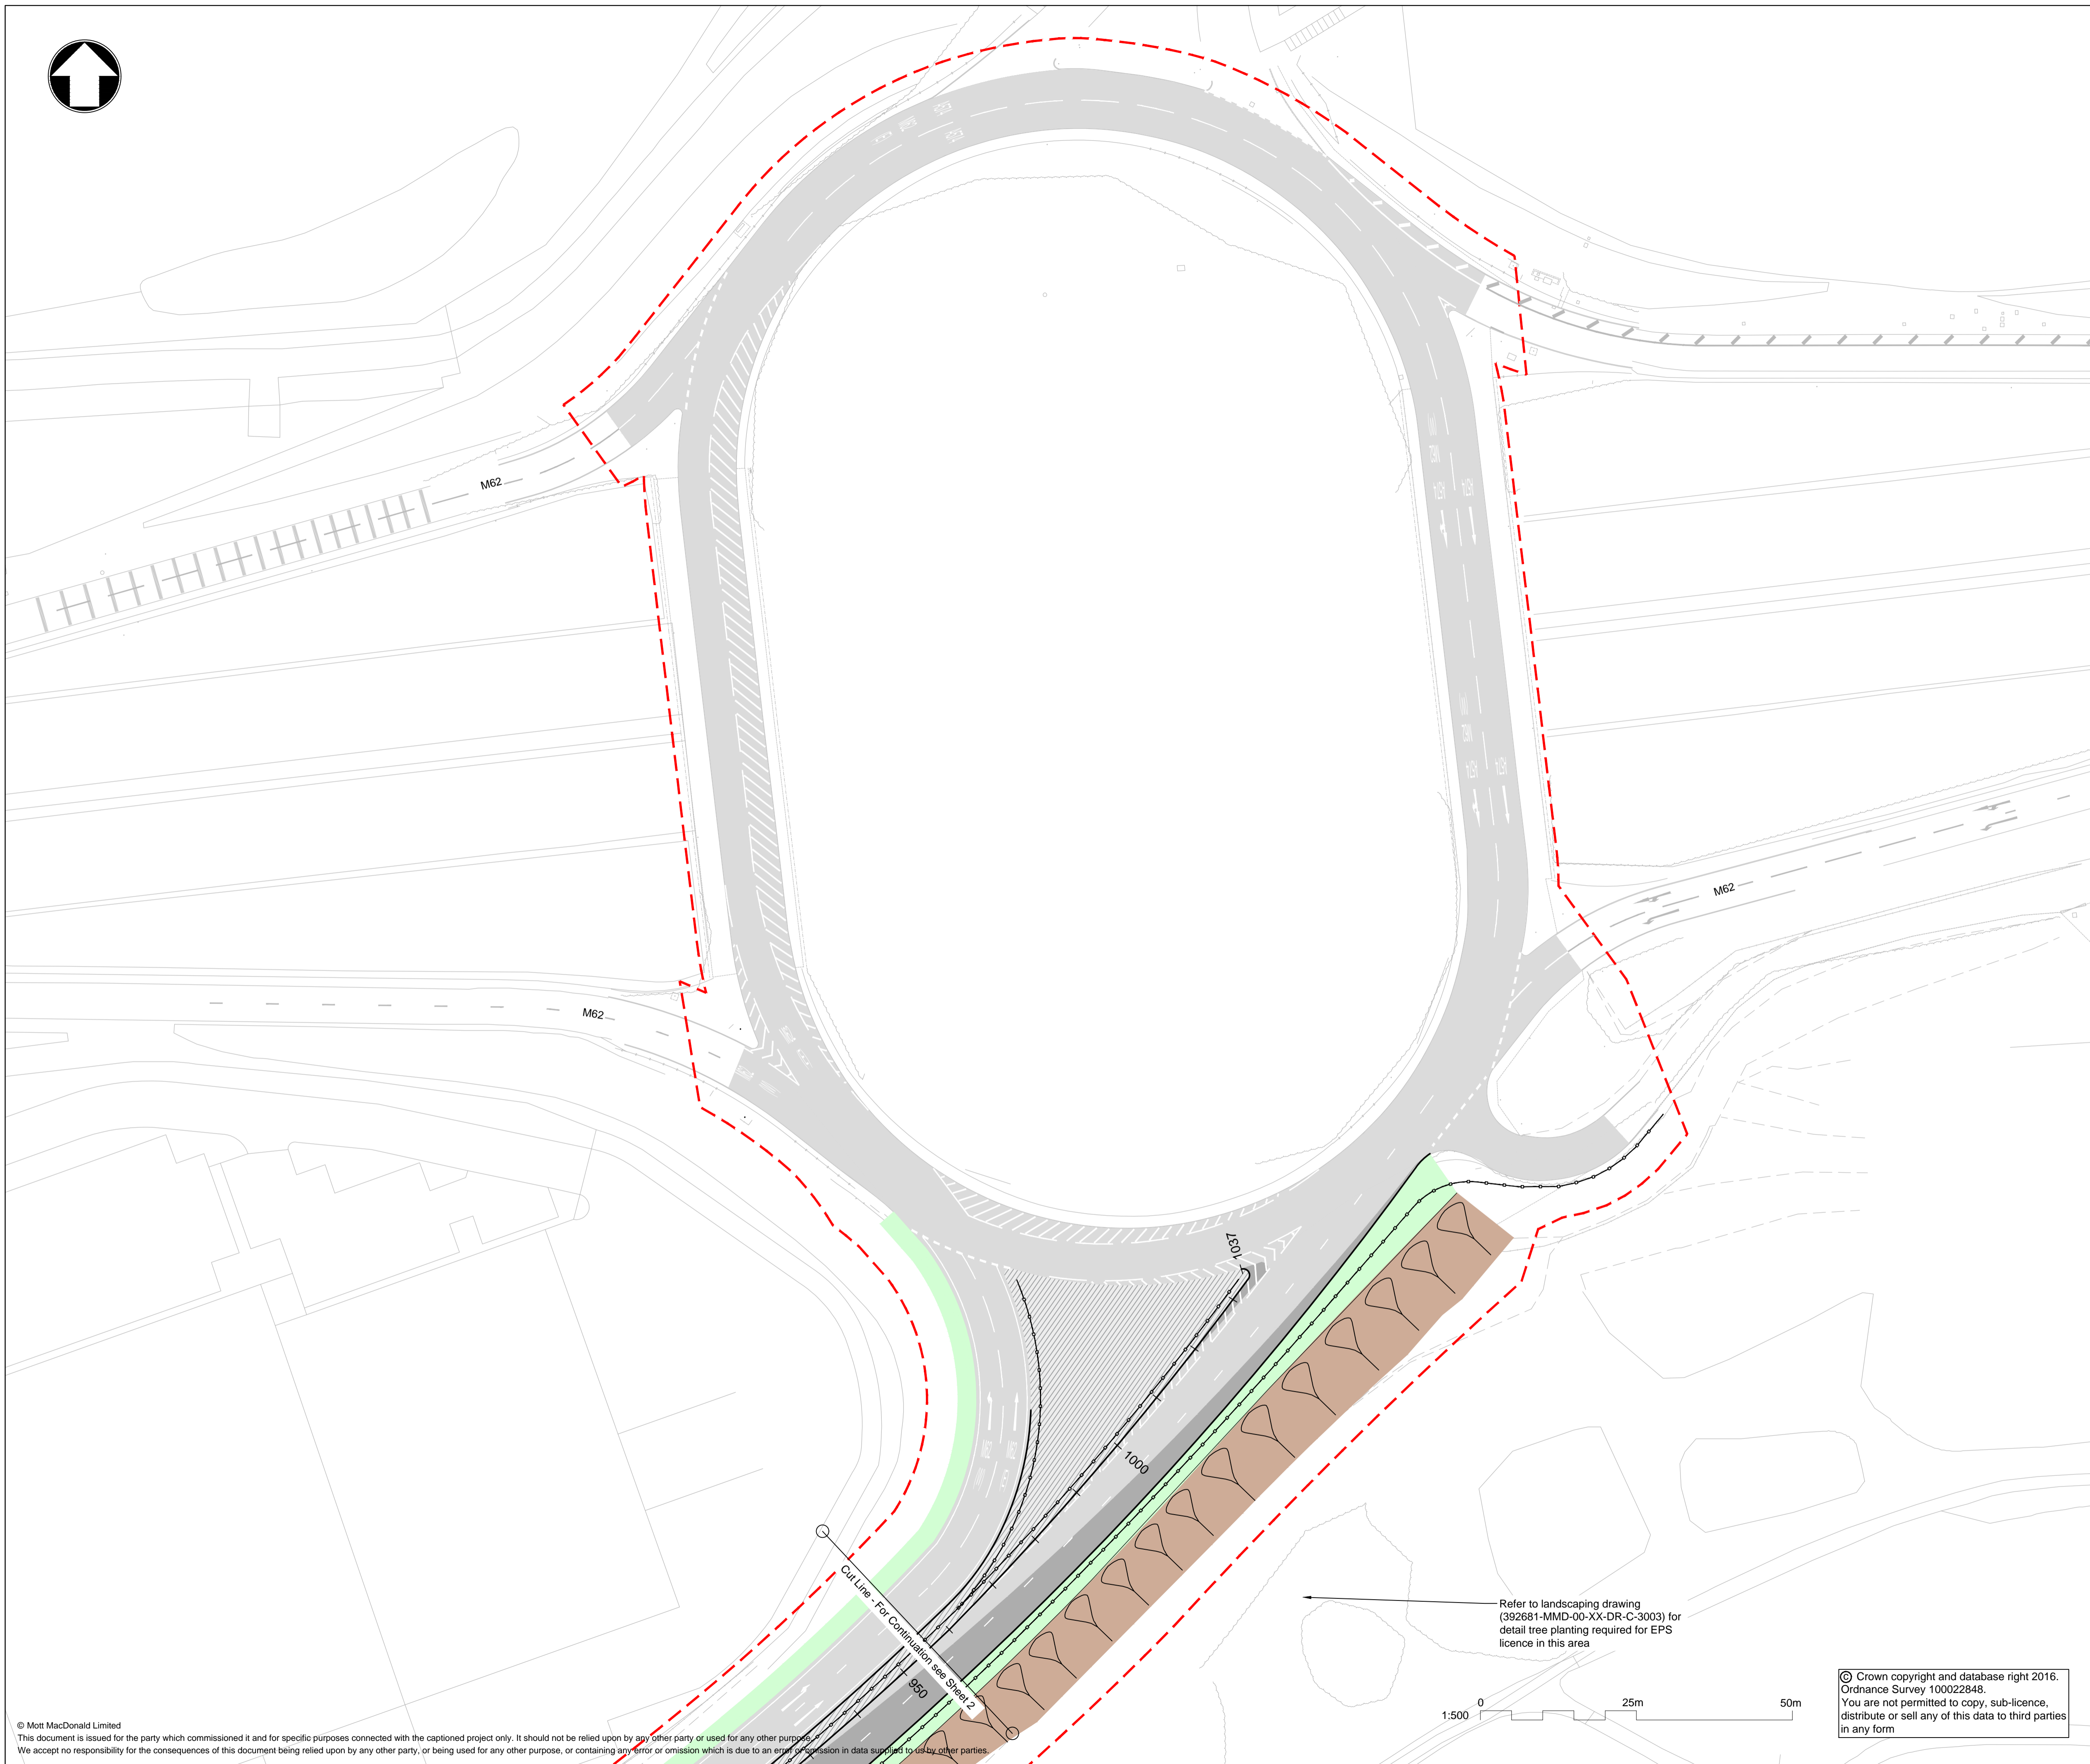 M62
M62
M62
1037
1000
Cut Line - For Continuation see Sheet 2
950
Refer to landscaping drawing
(392681-MMD-00-XX-DR-C-3003) for
detail tree planting required for EPS
licence in this area
0 25m 50m
1:500
© Crown copyright and database right 2016.
Ordnance Survey 100022848.
You are not permitted to copy, sub-licence,
distribute or sell any of this data to third parties
in any form
© Mott MacDonald Limited
This document is issued for the party which commissioned it and for specific purposes connected with the captioned project only. It should not be relied upon by any other party or used for any other purpose.
We accept no responsibility for the consequences of this document being relied upon by any other party, or being used for any other purpose, or containing any error or omission which is due to an error or omission in data supplied to us by other parties.